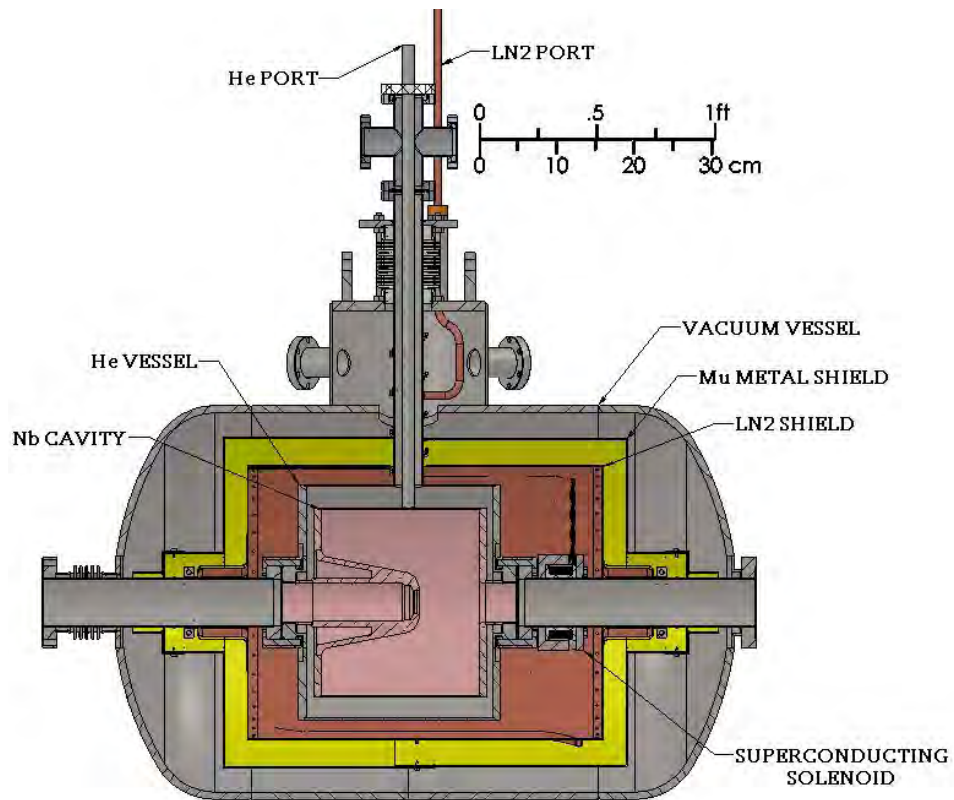 LN2 PORT
He PORT
0 .5 1ft
0 10 20 30 cm
VACUUM VESSEL
He VESSEL
Mu METAL SHIELD
LN2 SHIELD
Nb CAVITY
SUPERCONDUCTING
SOLENOID